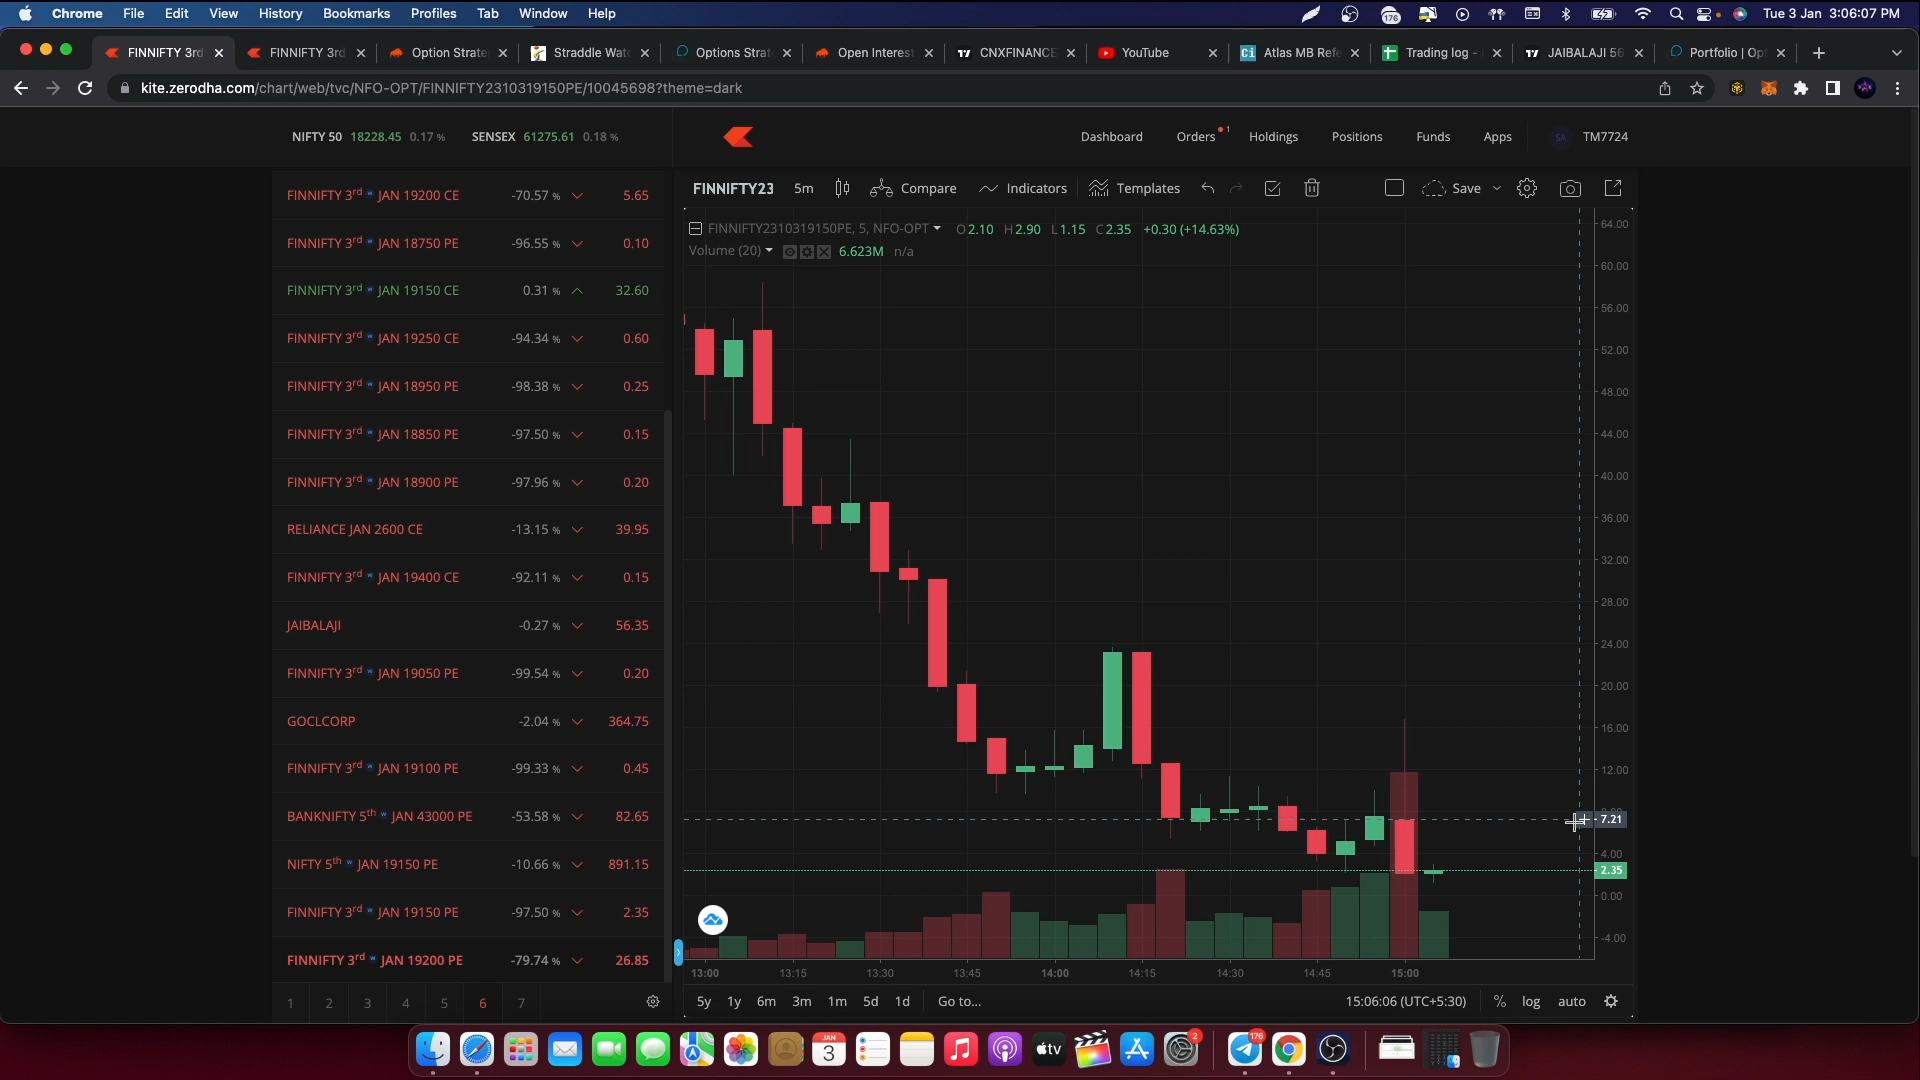 Chrome File Edit View History Bookmarks Profiles Tab Window Help 176 Tue 3 Jan 3:06:07 PM
FINNIFTY 3rd FINNIFTY 3rd Option Strate Straddle Wat Options Strat Open Interest CNXFINANCE YouTube Ci Atlas MB Refe Trading log - JAIBALAJI 56 Portfolio | Op
kite.zerodha.com/chart/web/tvc/NFO-OPT/FINNIFTY2310319150PE/10045698?theme=dark
NIFTY 50 18228.45 0.17 % SENSEX 61275.61 0.18 % Dashboard Orders 1 Holdings Positions Funds Apps SA TM7724
FINNIFTY 3rd w JAN 19200 CE -70.57 % 5.65
FINNIFTY 3rd w JAN 18750 PE -96.55 % 0.10
FINNIFTY 3rd w JAN 19150 CE 0.31 % 32.60
FINNIFTY 3rd w JAN 19250 CE -94.34 % 0.60
FINNIFTY 3rd w JAN 18950 PE -98.38 % 0.25
FINNIFTY 3rd w JAN 18850 PE -97.50 % 0.15
FINNIFTY 3rd w JAN 18900 PE -97.96 % 0.20
RELIANCE JAN 2600 CE -13.15 % 39.95
FINNIFTY 3rd w JAN 19400 CE -92.11 % 0.15
JAIBALAJI -0.27 % 56.35
FINNIFTY 3rd w JAN 19050 PE -99.54 % 0.20
GOCLCORP -2.04 % 364.75
FINNIFTY 3rd w JAN 19100 PE -99.33 % 0.45
BANKNIFTY 5th w JAN 43000 PE -53.58 % 82.65
NIFTY 5th w JAN 19150 PE -10.66 % 891.15
FINNIFTY 3rd w JAN 19150 PE -97.50 % 2.35
FINNIFTY 3rd w JAN 19200 PE -79.74 % 26.85
1 2 3 4 5 6 7
FINNIFTY23 5m Compare Indicators Templates Save
FINNIFTY2310319150PE, 5, NFO-OPT O2.10 H2.90 L1.15 C2.35 +0.30 (+14.63%)
Volume (20) 6.623M n/a
64.00
60.00
56.00
52.00
48.00
44.00
40.00
36.00
32.00
28.00
24.00
20.00
16.00
12.00
8.00
7.21
4.00
2.35
0.00
-4.00
13:00 13:15 13:30 13:45 14:00 14:15 14:30 14:45 15:00
5y 1y 6m 3m 1m 5d 1d Go to... 15:06:06 (UTC+5:30) % log auto
JAN 3 tv 2 176